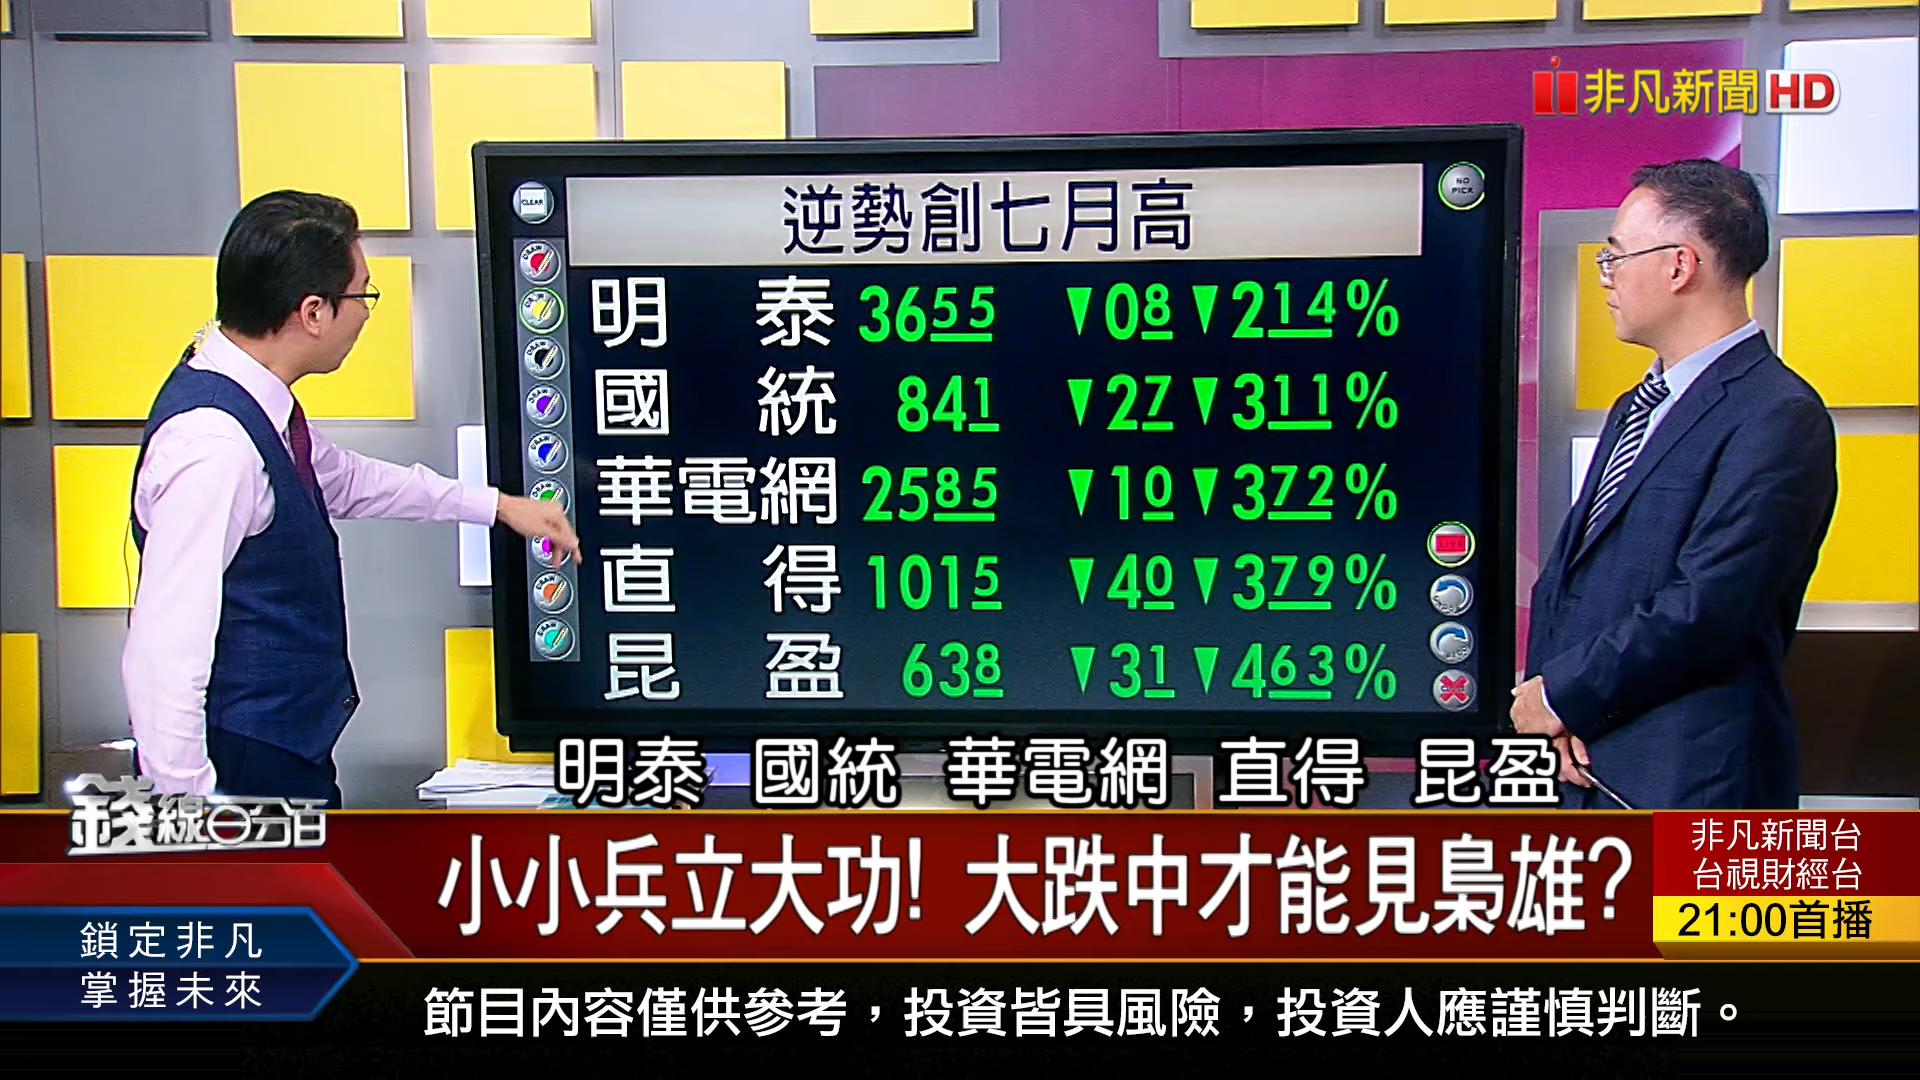 非凡新聞HD
CLEAR
逆勢創七月高
NO PICK
明泰 3655 ▼08 ▼214%
國統 841 ▼27 ▼311%
華電網 2585 ▼10 ▼372%
直得 1015 ▼40 ▼379%
昆盈 638 ▼31 ▼463%
明泰 國統 華電網 直得 昆盈
錢線百分百
小小兵立大功! 大跌中才能見梟雄?
非凡新聞台
台視財經台
21:00首播
鎖定非凡
掌握未來
節目內容僅供參考，投資皆具風險，投資人應謹慎判斷。